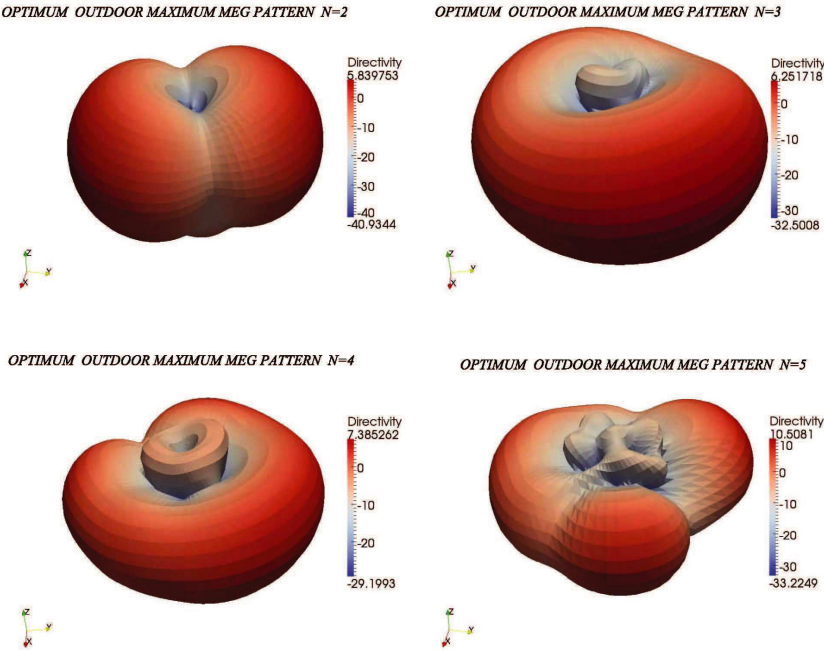 OPTIMUM OUTDOOR MAXIMUM MEG PATTERN N=2
Directivity
5.839753
0
-10
-20
-30
-40
-40.9344
Z
Y
X
OPTIMUM OUTDOOR MAXIMUM MEG PATTERN N=3
Directivity
6.251718
0
-10
-20
-30
-32.5008
Z
Y
X
OPTIMUM OUTDOOR MAXIMUM MEG PATTERN N=4
Directivity
7.385262
0
-10
-20
-29.1993
Z
Y
X
OPTIMUM OUTDOOR MAXIMUM MEG PATTERN N=5
Directivity
10.5081
10
0
-10
-20
-30
-33.2249
Z
Y
X